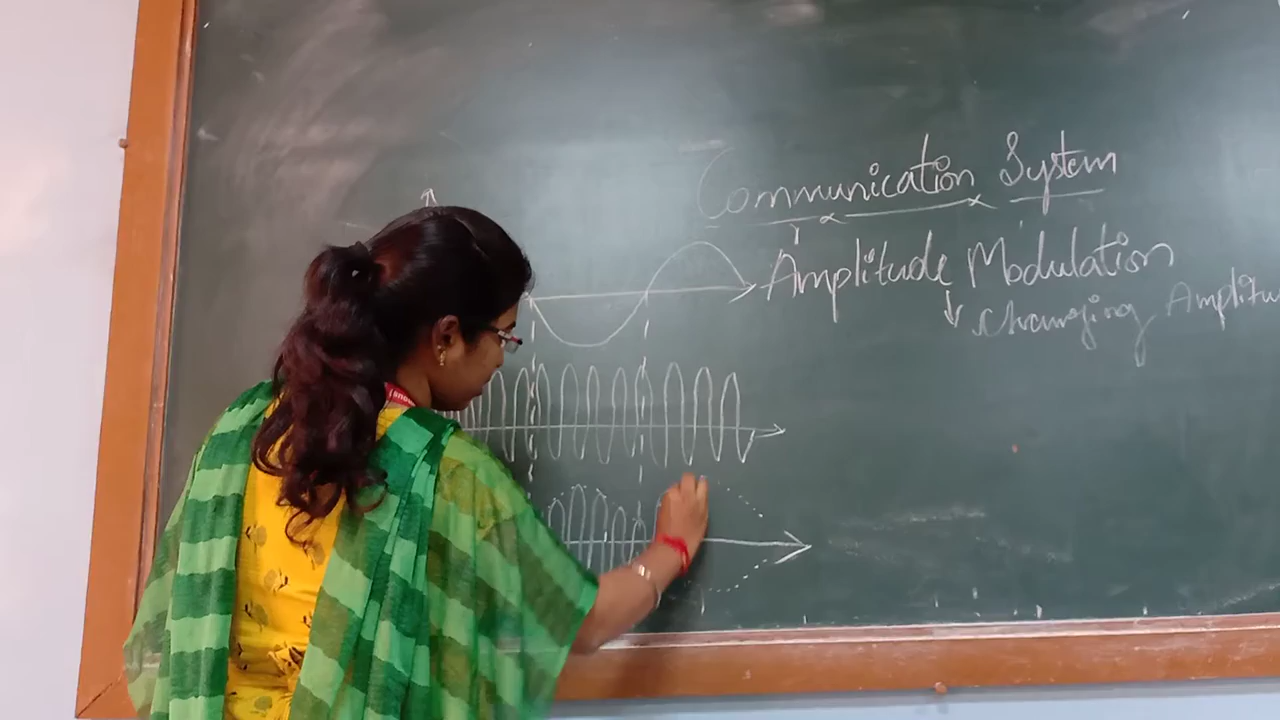 Communication System
Amplitude Modulation
Changing Amplitu